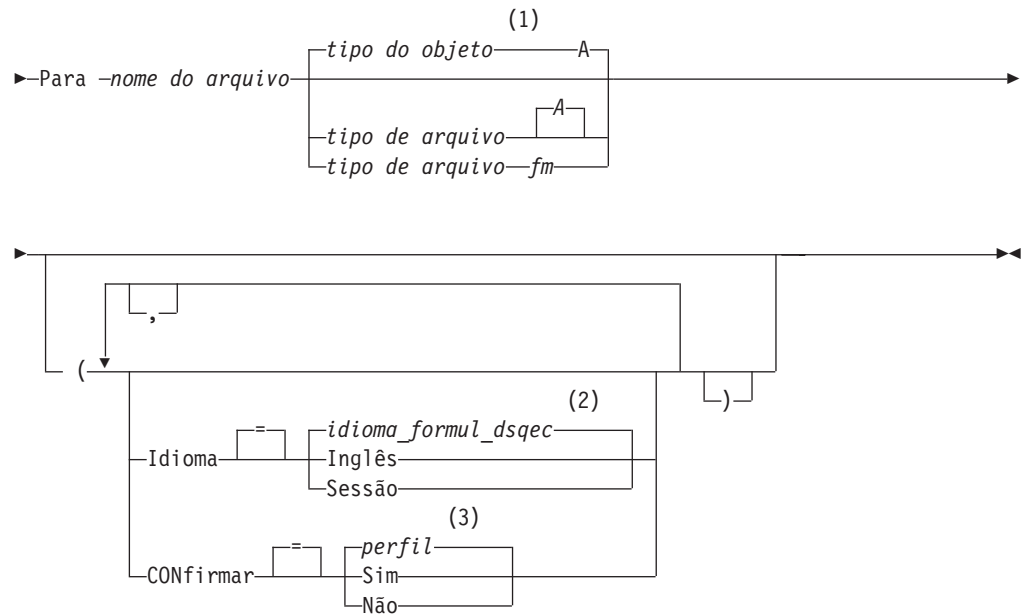 (1)
tipo do objeto A
Para nome do arquivo
A
tipo de arquivo
tipo de arquivo fm
,
(
)
(2)
= idioma_formul_dsqec
Idioma Inglês
Sessão
(3)
= perfil
CONfirmar Sim
Não